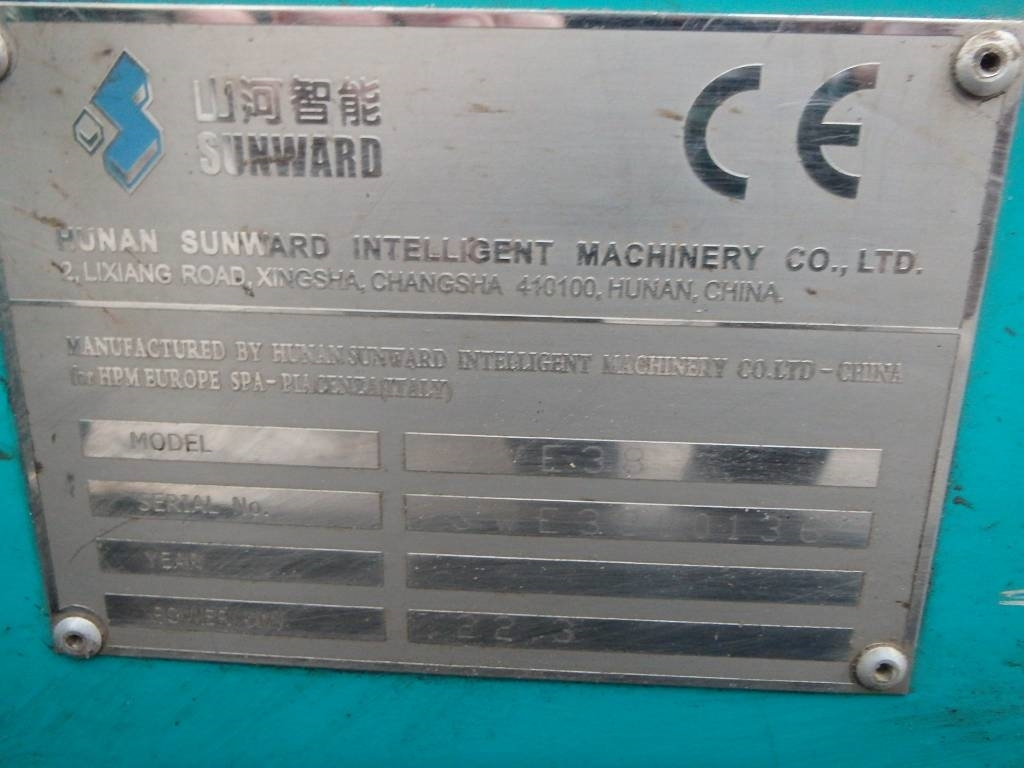 山河智能
SUNWARD
CE
HUNAN SUNWARD INTELLIGENT MACHINERY CO., LTD.
2, LIXIANG ROAD, XINGSHA, CHANGSHA 410100, HUNAN, CHINA.
MANUFACTURED BY HUNAN SUNWARD INTELLIGENT MACHINERY CO.LTD - CHINA
for HPM EUROPE SPA- PIACENZA(ITALY)
MODEL
SERIAL No.
YEAR
22.3